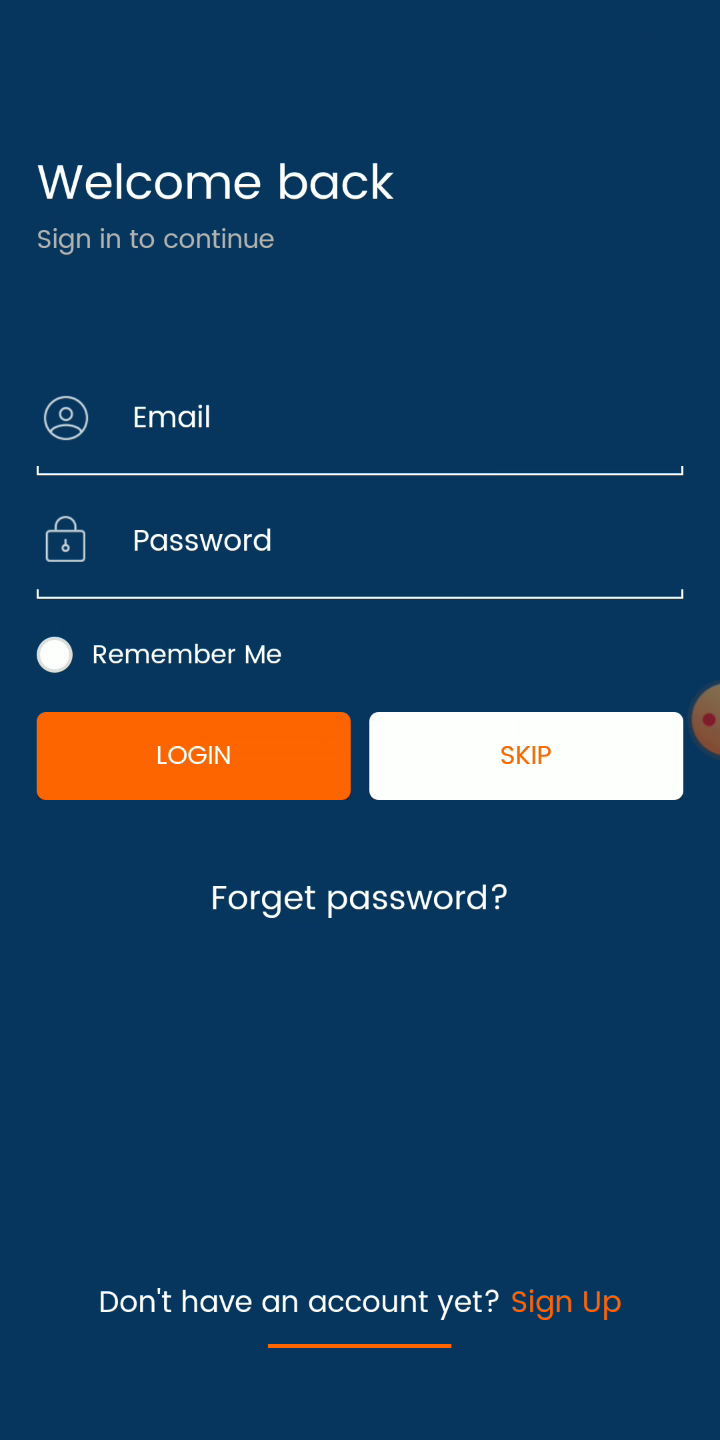 Welcome back
Sign in to continue
Email
Password
Remember Me
LOGIN SKIP
Forget password?
Don't have an account yet? Sign Up